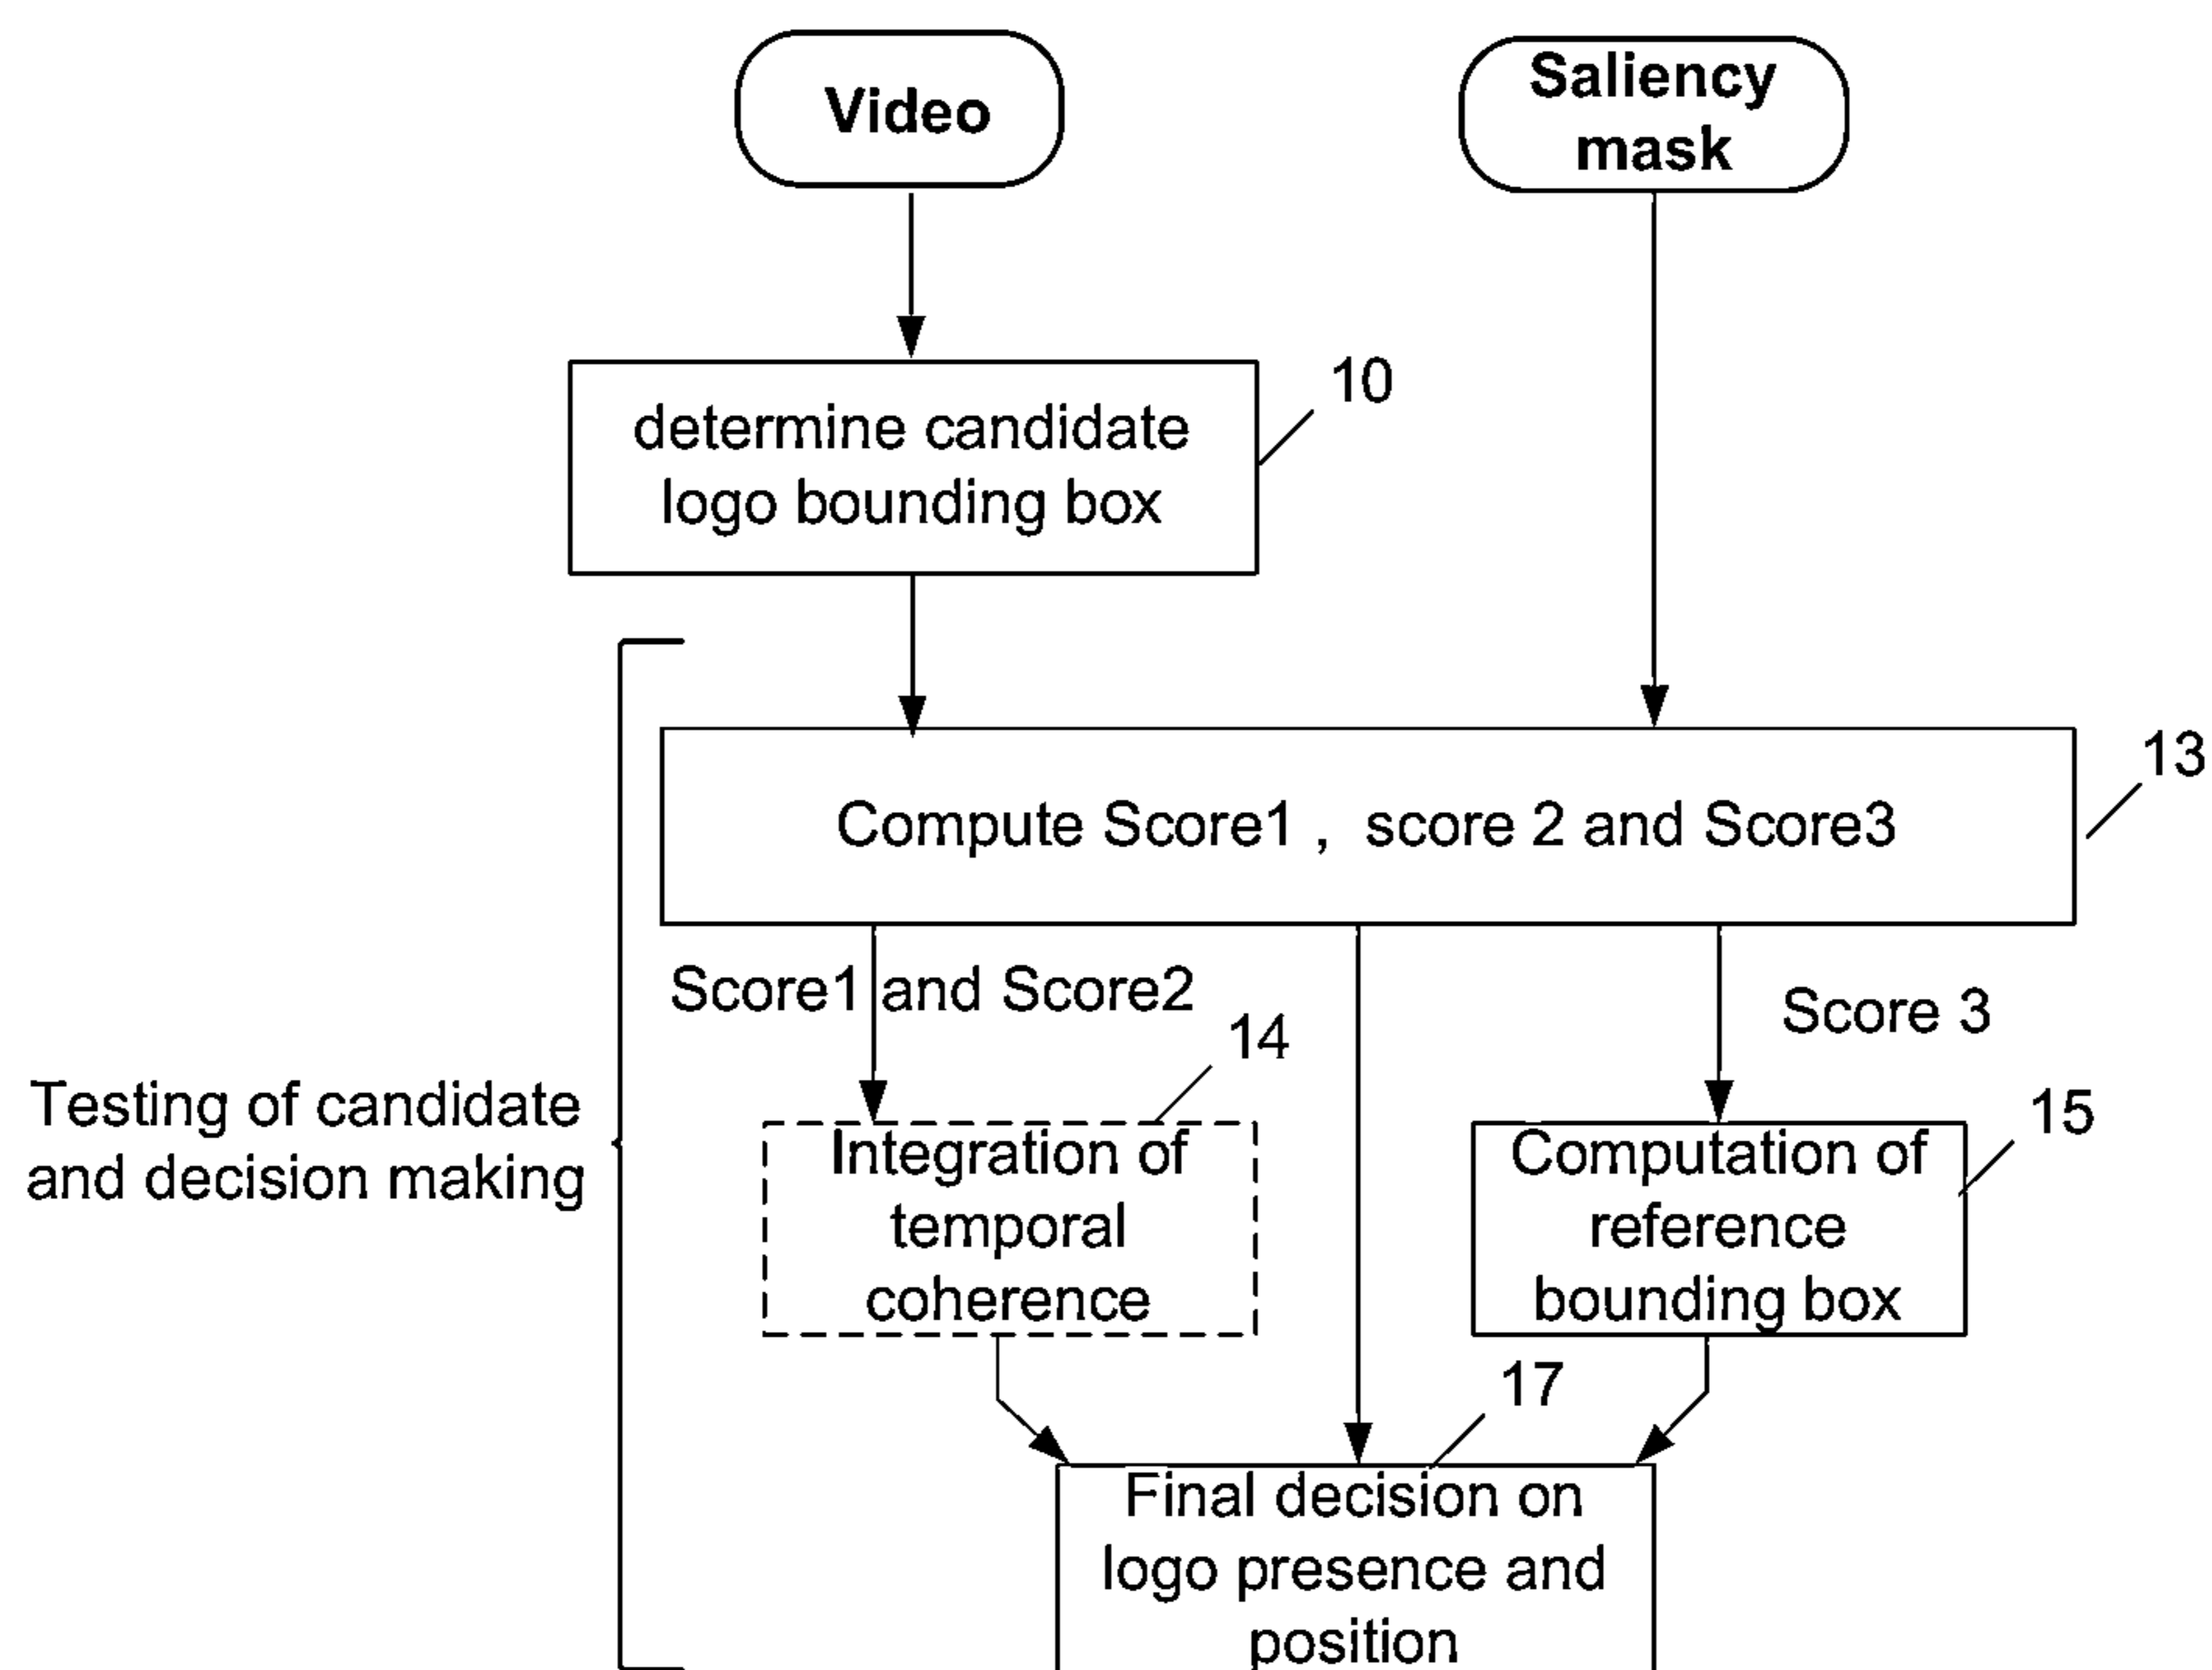 Video
Saliency
mask
10
determine candidate
logo bounding box
13
Compute Score1 , score 2 and Score3
Score1 and Score2
Score 3
14
15
Testing of candidate
and decision making
Integration of
temporal
coherence
Computation of
reference
bounding box
17
Final decision on
logo presence and
position